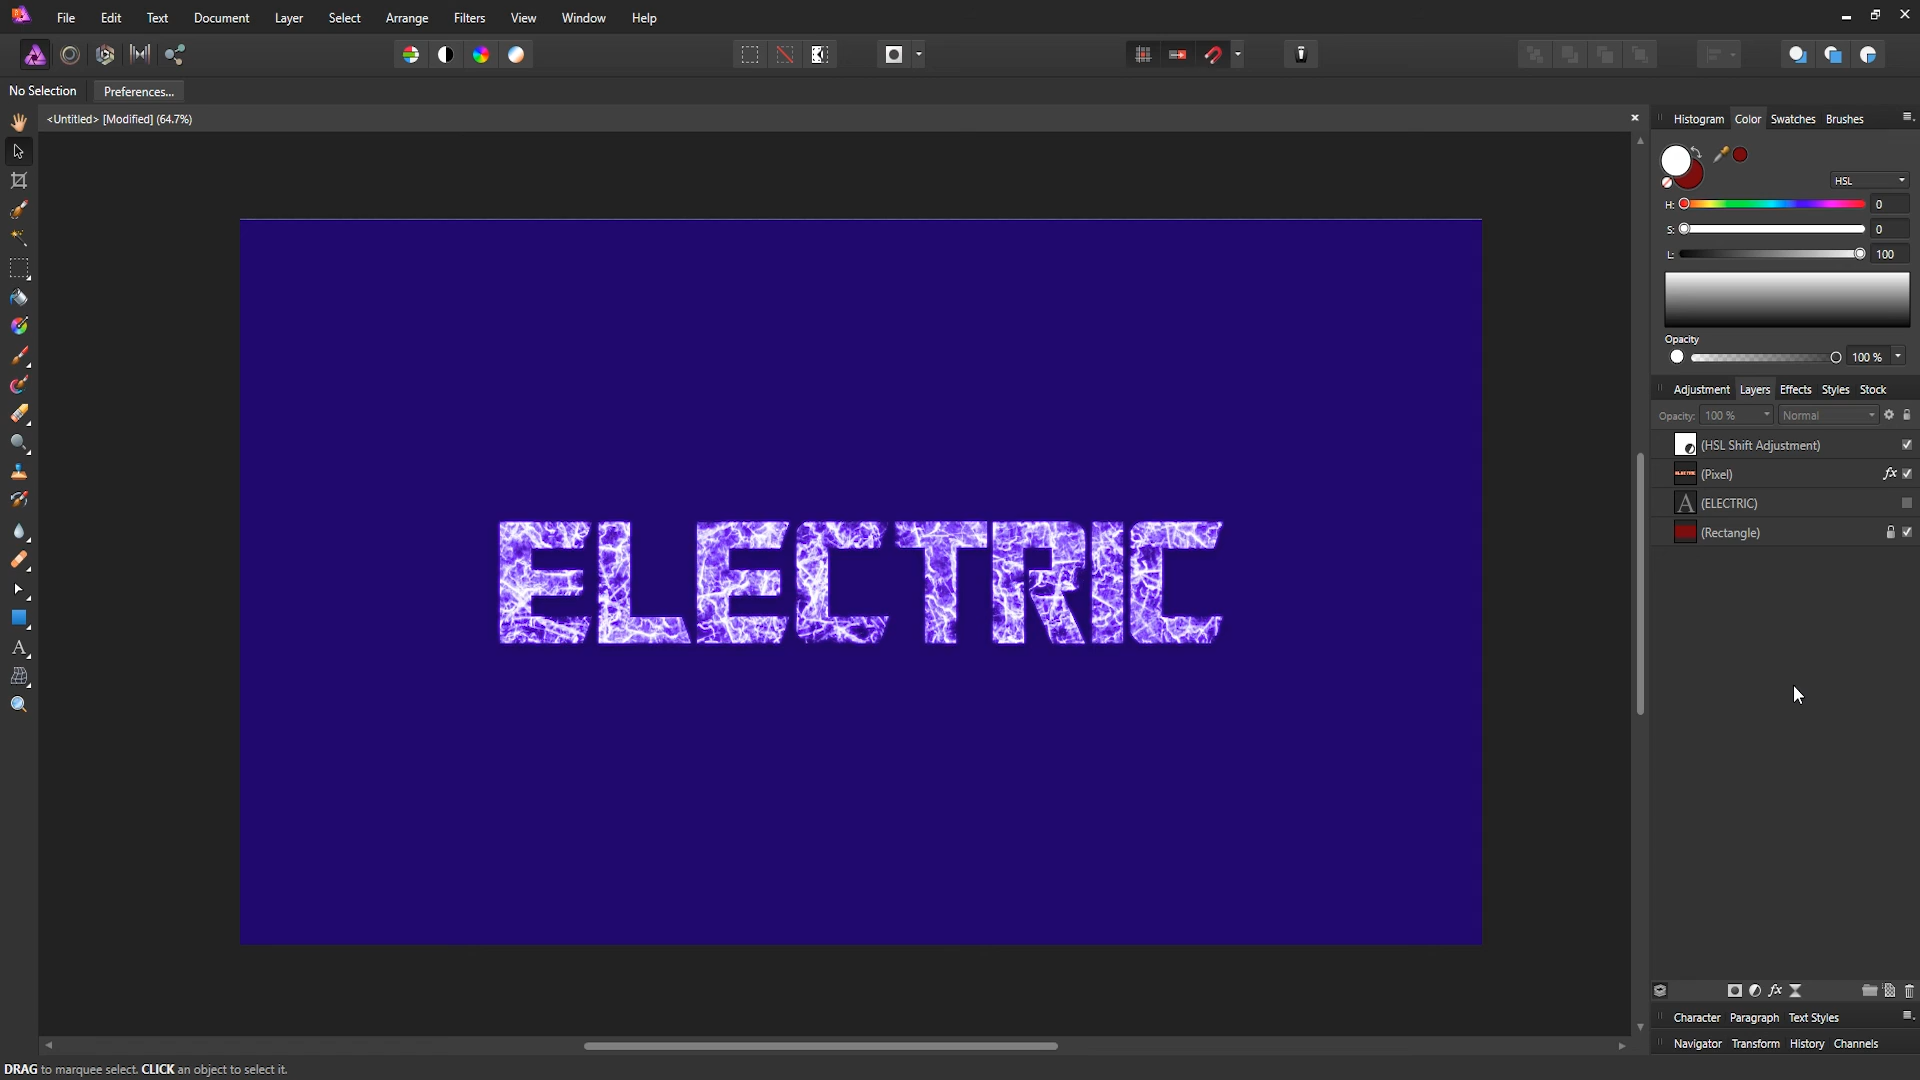 File Edit Text Document Layer Select Arrange Filters View Window Help
No Selection Preferences...
<Untitled> [Modified] (64.7%)
Histogram Color Swatches Brushes
HSL
H: 0
S: 0
L: 100
Opacity
100 %
Adjustment Layers Effects Styles Stock
Opacity: 100 % Normal
(HSL Shift Adjustment)
(Pixel) fx
A (ELECTRIC)
(Rectangle)
ELECTRIC
fx
Character Paragraph Text Styles
Navigator Transform History Channels
DRAG to marquee select. CLICK an object to select it.